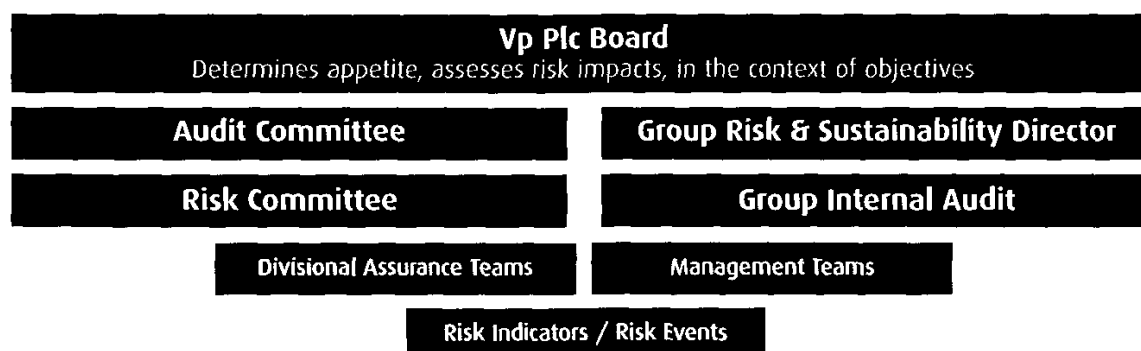 Vp Plc Board
Determines appetite, assesses risk impacts, in the context of objectives
Audit Committee
Group Risk & Sustainability Director
Risk Committee
Group Internal Audit
Divisional Assurance Teams
Management Teams
Risk Indicators / Risk Events